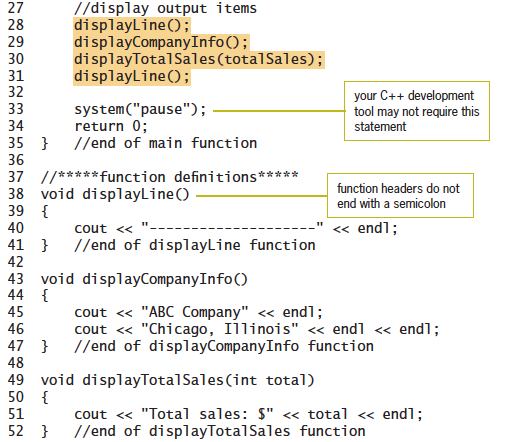 27 //display output items
28 displayLine();
29 displayCompanyInfo();
30 displayTotalSales(totalSales);
31 displayLine();
32
33 system("pause");
your C++ development
tool may not require this
statement
34 return 0;
35 } //end of main function
36
37 //*****function definitions*****
38 void displayLine()
function headers do not
end with a semicolon
39 {
40 cout << "--------------------" << endl;
41 } //end of displayLine function
42
43 void displayCompanyInfo()
44 {
45 cout << "ABC Company" << endl;
46 cout << "Chicago, Illinois" << endl << endl;
47 } //end of displayCompanyInfo function
48
49 void displayTotalSales(int total)
50 {
51 cout << "Total sales: $" << total << endl;
52 } //end of displayTotalSales function